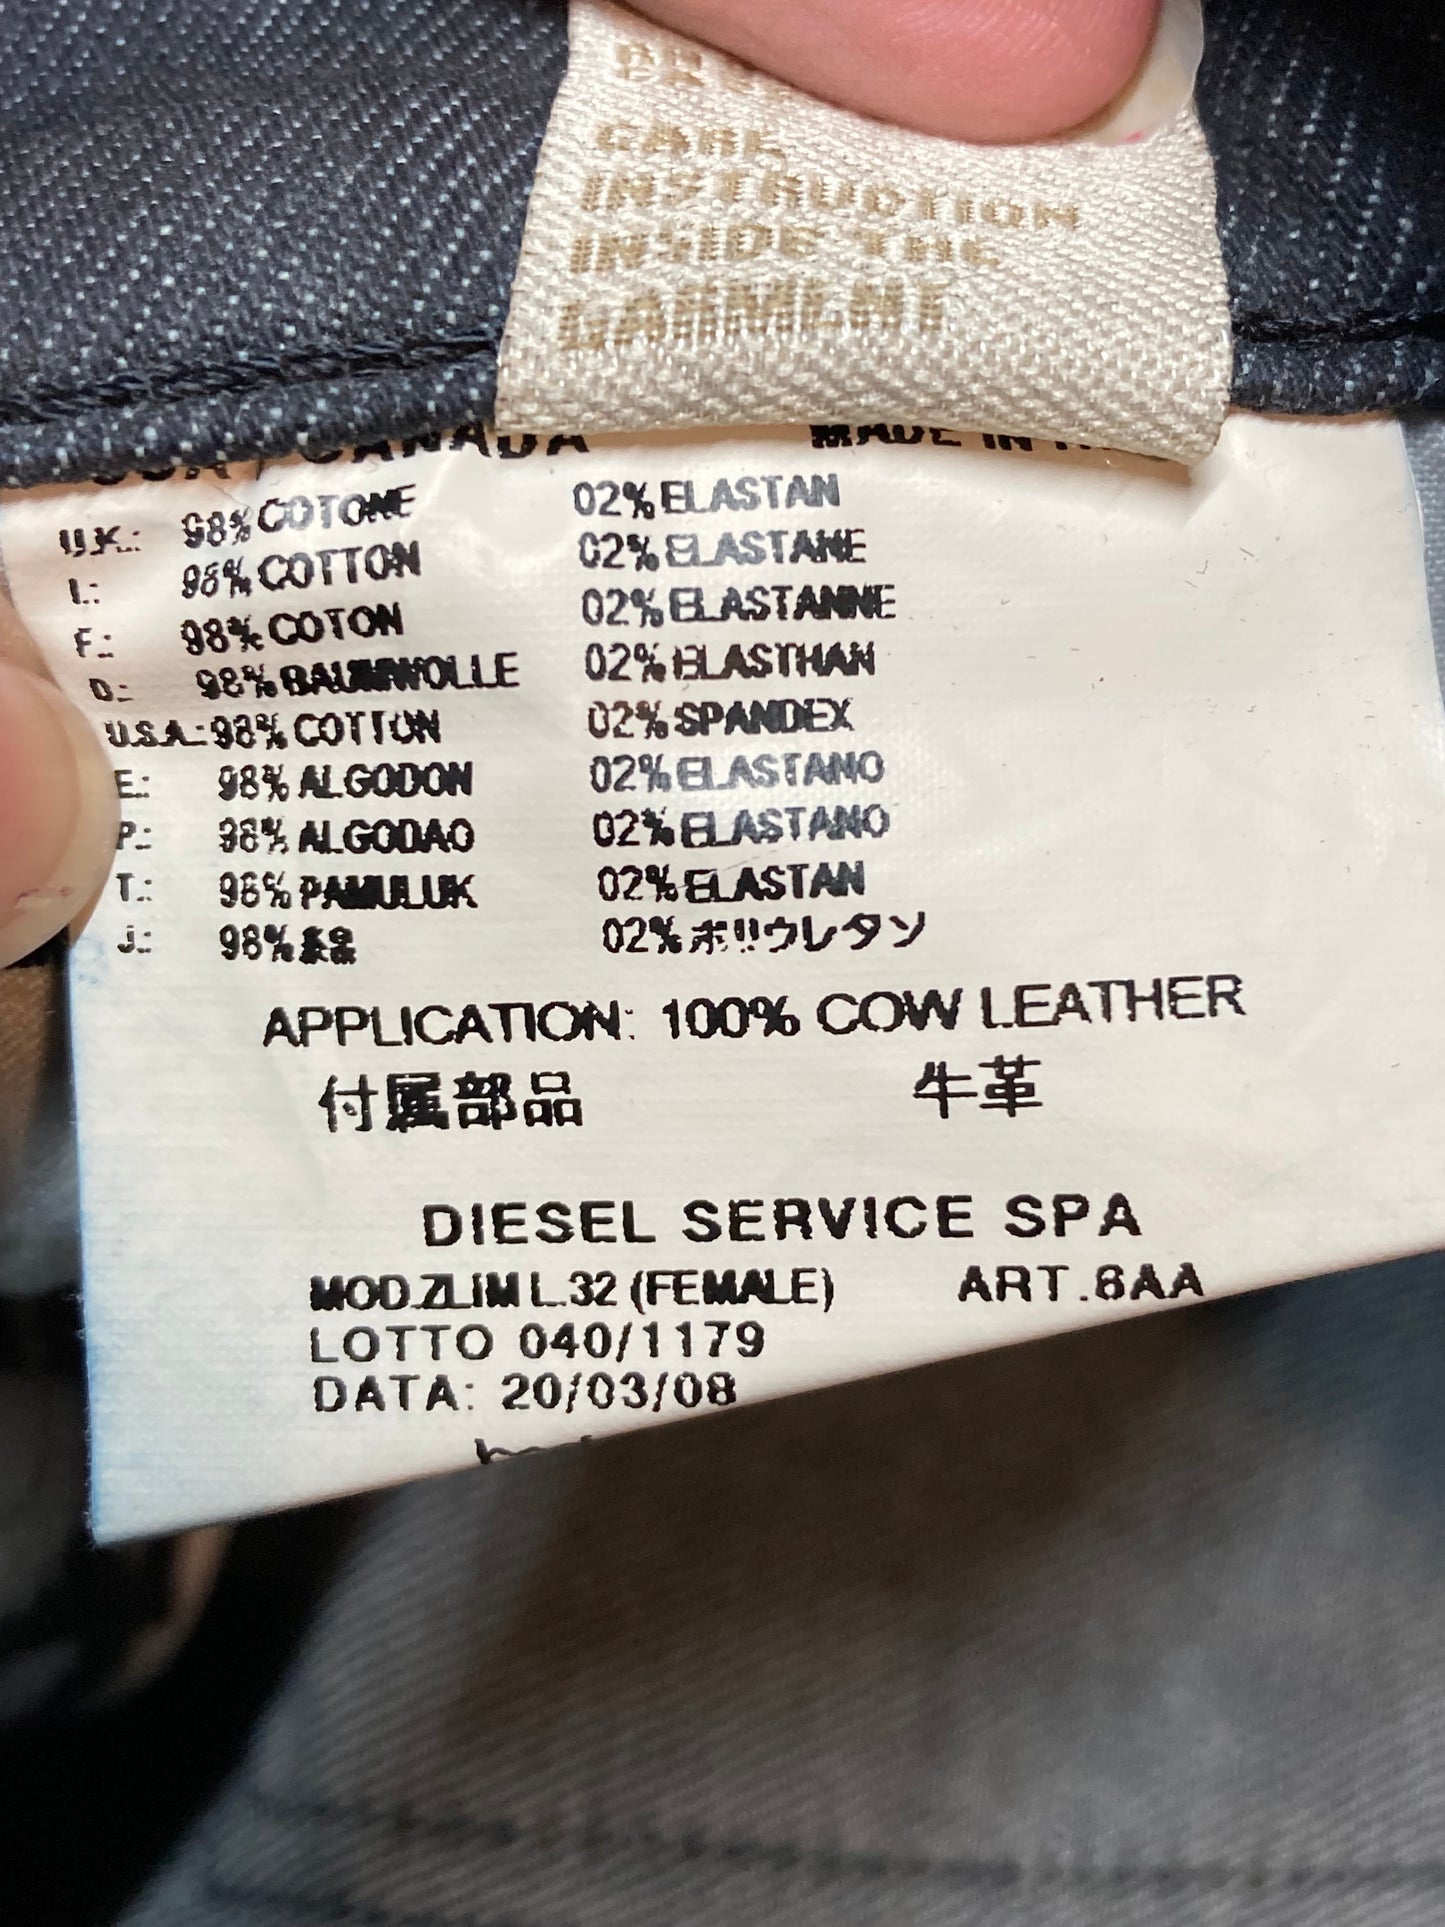 CARE
INSTRUCTION
INSIDE THE
GARMENT
CANADA MADE IN
U.K.: 98% COTONE 02% ELASTAN
I.: 98% COTTON 02% ELASTANE
F.: 98% COTON 02% ELASTANNE
D.: 98% BAUMWOLLE 02% ELASTHAN
U.S.A.: 98% COTTON 02% SPANDEX
E.: 98% ALGODON 02% ELASTANO
P.: 98% ALGODAO 02% ELASTANO
T.: 98% PAMULUK 02% ELASTAN
J.: 98% 綿 02% ポリウレタン
APPLICATION: 100% COW LEATHER
付属部品 牛革
DIESEL SERVICE SPA
MOD.ZLIM L.32 (FEMALE) ART.8AA
LOTTO 040/1179
DATA: 20/03/08